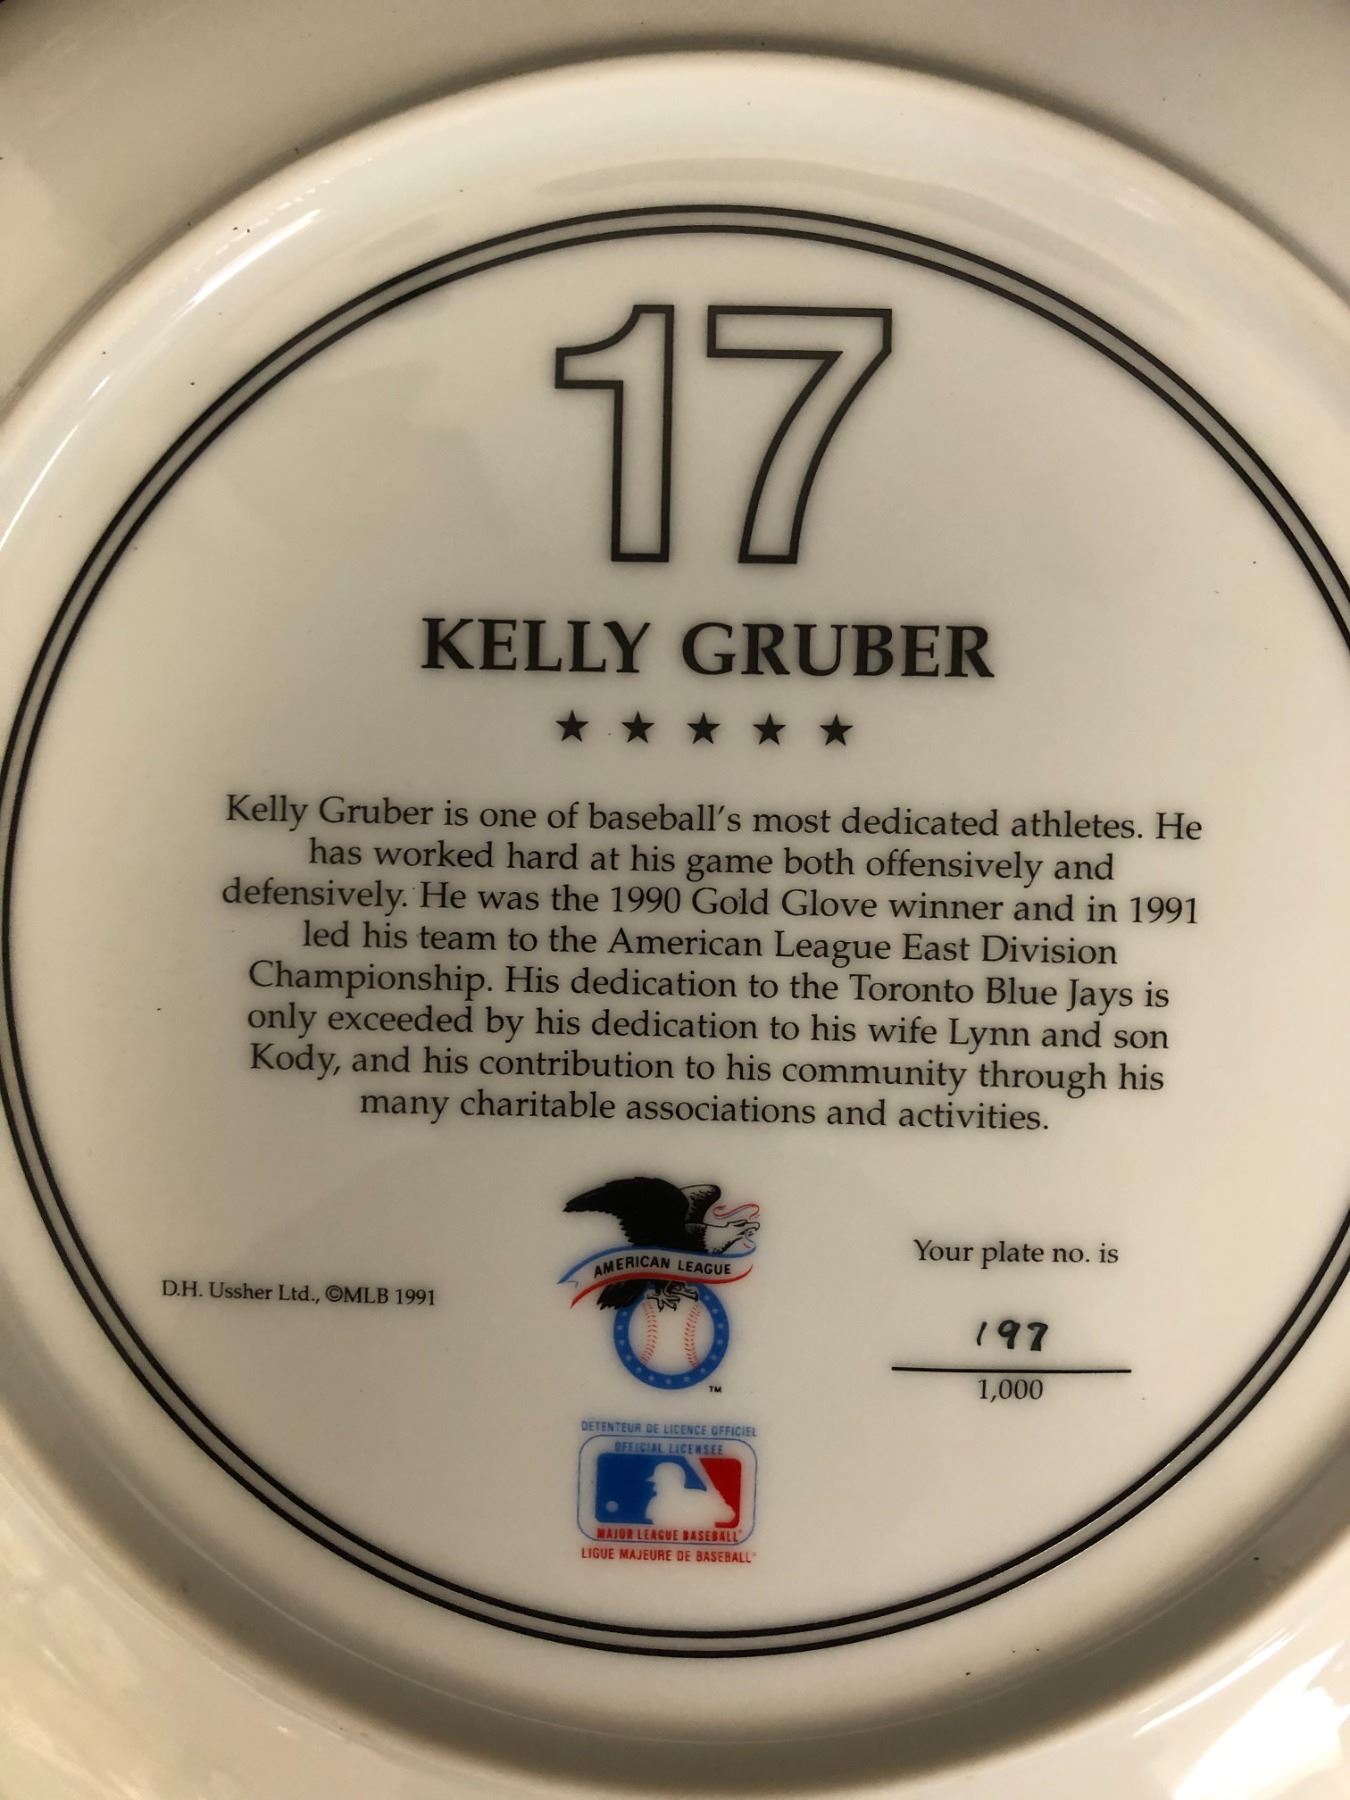 17
KELLY GRUBER
★ ★ ★ ★ ★
Kelly Gruber is one of baseball's most dedicated athletes. He
has worked hard at his game both offensively and
defensively. He was the 1990 Gold Glove winner and in 1991
led his team to the American League East Division
Championship. His dedication to the Toronto Blue Jays is
only exceeded by his dedication to his wife Lynn and son
Kody, and his contribution to his community through his
many charitable associations and activities.
D.H. Ussher Ltd., ©MLB 1991
AMERICAN LEAGUE
TM
Your plate no. is
197
1,000
DÉTENTEUR DE LICENCE OFFICIEL
OFFICIAL LICENSEE
MAJOR LEAGUE BASEBALL
LIGUE MAJEURE DE BASEBALL